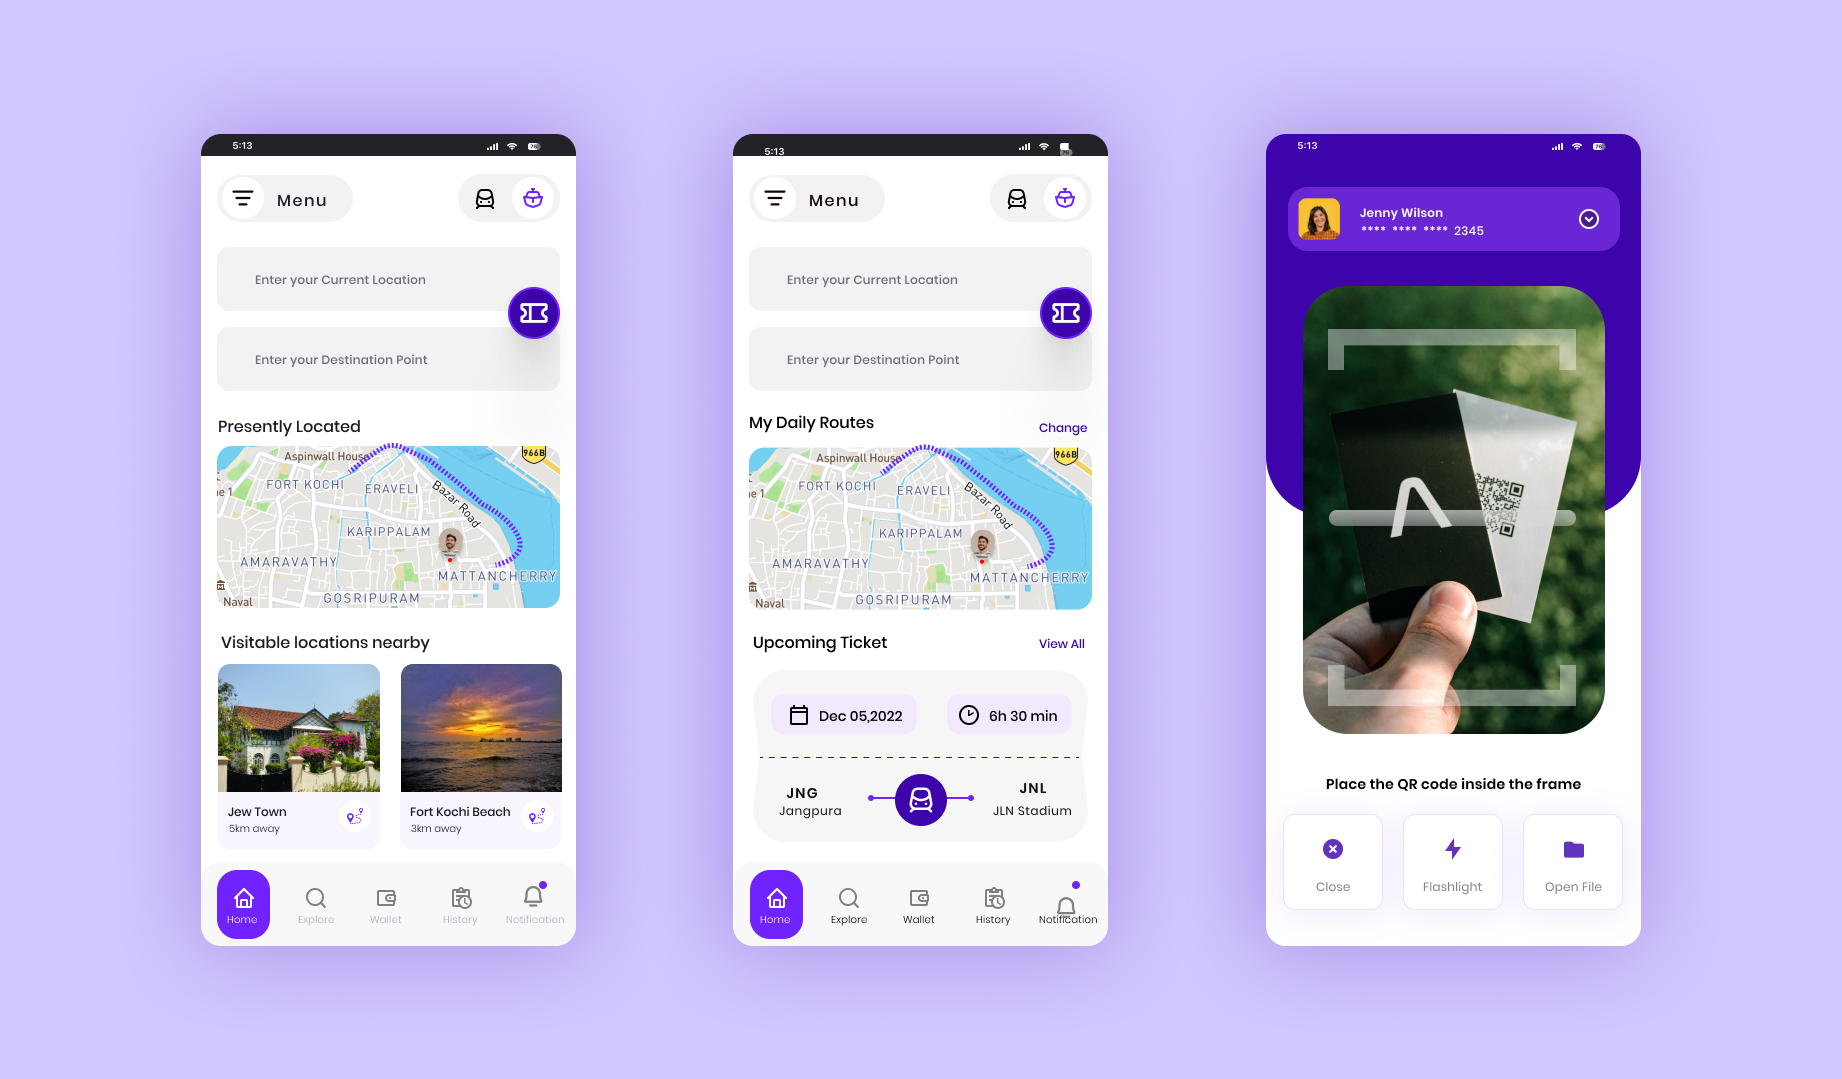 5:13
Menu
Enter your Current Location
Enter your Destination Point
Presently Located
966B
Aspinwall House
FORT KOCHI
ERAVELI
Bazar Road
ne 1
KARIPPALAM
AMARAVATHY
MATTANCHERRY
GOSRIPURAM
Naval
Visitable locations nearby
Jew Town
5km away
Fort Kochi Beach
3km away
Home
Explore
Wallet
History
Notification
5:13
Menu
Enter your Current Location
Enter your Destination Point
My Daily Routes
Change
966B
Aspinwall House
FORT KOCHI
ERAVELI
Bazar Road
ne 1
KARIPPALAM
AMARAVATHY
MATTANCHERRY
GOSRIPURAM
Naval
Upcoming Ticket
View All
Dec 05,2022
6h 30 min
JNG
Jangpura
JNL
JLN Stadium
Home
Explore
Wallet
History
Notification
5:13
Jenny Wilson
**** **** **** 2345
Place the QR code inside the frame
Close
Flashlight
Open File